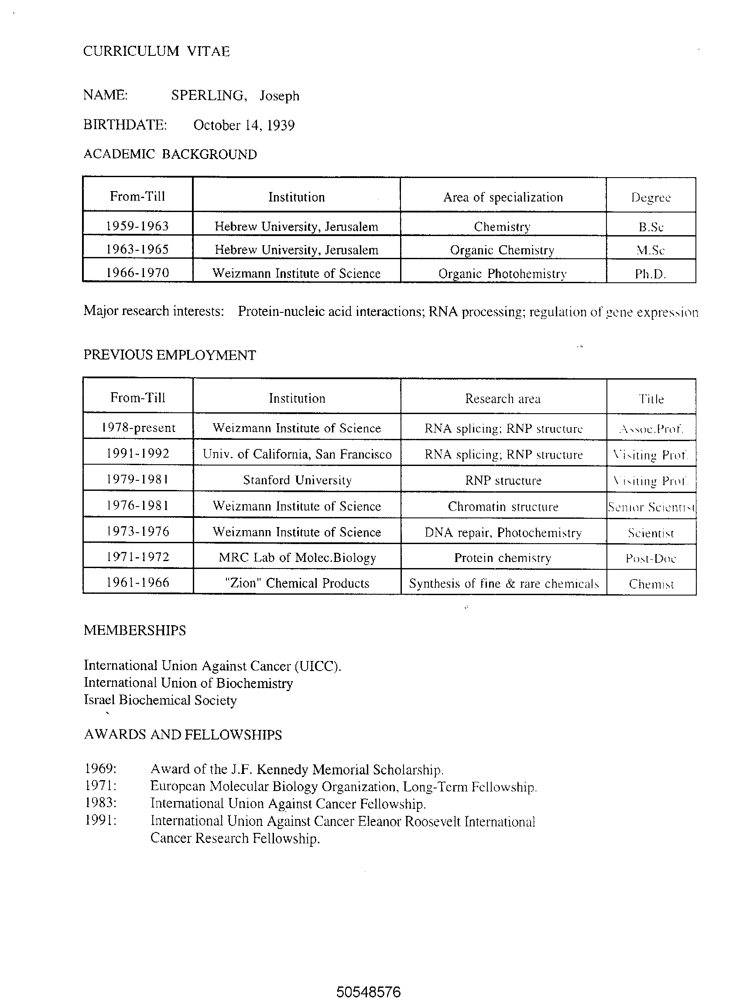 CURRICULUM VITAE
NAME: SPERLING, Joseph
BIRTHDATE: October 14, 1939
ACADEMIC BACKGROUND
From-Till Institution Area of specialization Degree
1959-1963 Hebrew University, Jerusalem Chemistry B.Sc
1963-1965 Hebrew University, Jerusalem Organic Chemistry M.Sc
1966-1970 Weizmann Institute of Science Organic Photohemistry Ph.D.
Major research interests: Protein-nucleic acid interactions; RNA processing; regulation of gene expression
PREVIOUS EMPLOYMENT
From-Till Institution Research area Title
1978-present Weizmann Institute of Science RNA splicing; RNP structure Assoc.Prof.
1991-1992 Univ. of California, San Francisco RNA splicing; RNP structure Visiting Prof.
1979-1981 Stanford University RNP structure Visiting Prof.
1976-1981 Weizmann Institute of Science Chromatin structure Senior Scientist
1973-1976 Weizmann Institute of Science DNA repair, Photochemistry Scientist
1971-1972 MRC Lab of Molec.Biology Protein chemistry Post-Doc
1961-1966 "Zion" Chemical Products Synthesis of fine & rare chemicals Chemist
MEMBERSHIPS
International Union Against Cancer (UICC).
International Union of Biochemistry
Israel Biochemical Society
AWARDS AND FELLOWSHIPS
1969: Award of the J.F. Kennedy Memorial Scholarship.
1971: European Molecular Biology Organization, Long-Term Fellowship.
1983: International Union Against Cancer Fellowship.
1991: International Union Against Cancer Eleanor Roosevelt International
Cancer Research Fellowship.
50548576